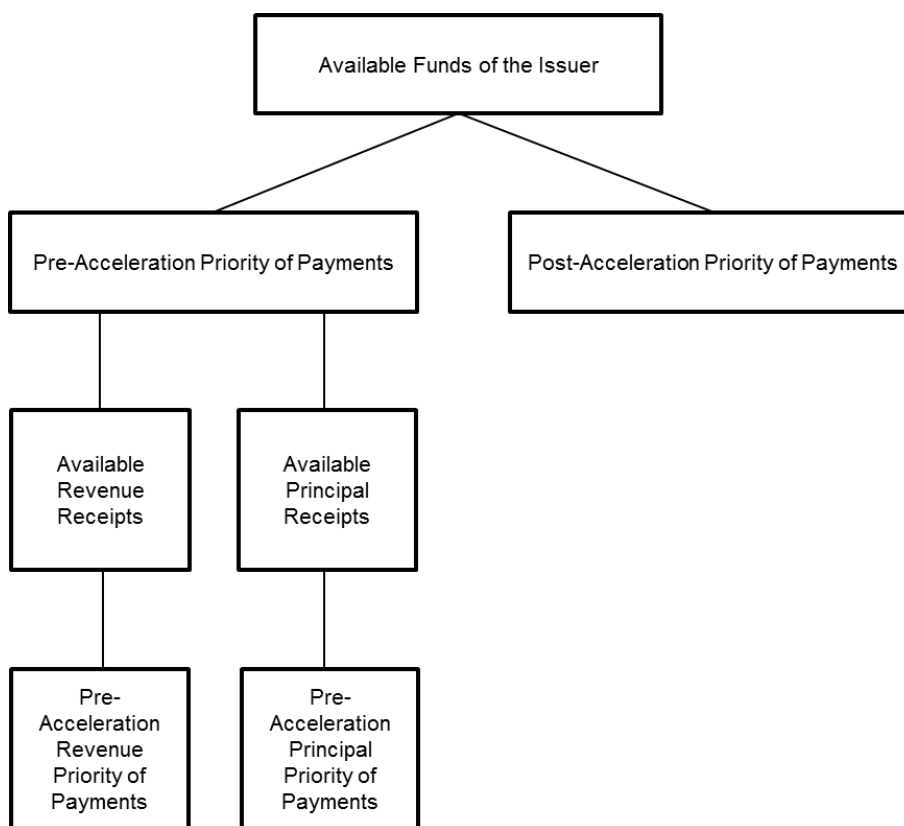 Available Funds of the Issuer
Pre-Acceleration Priority of Payments
Post-Acceleration Priority of Payments
Available
Revenue
Receipts
Available
Principal
Receipts
Pre-
Acceleration
Revenue
Priority of
Payments
Pre-
Acceleration
Principal
Priority of
Payments